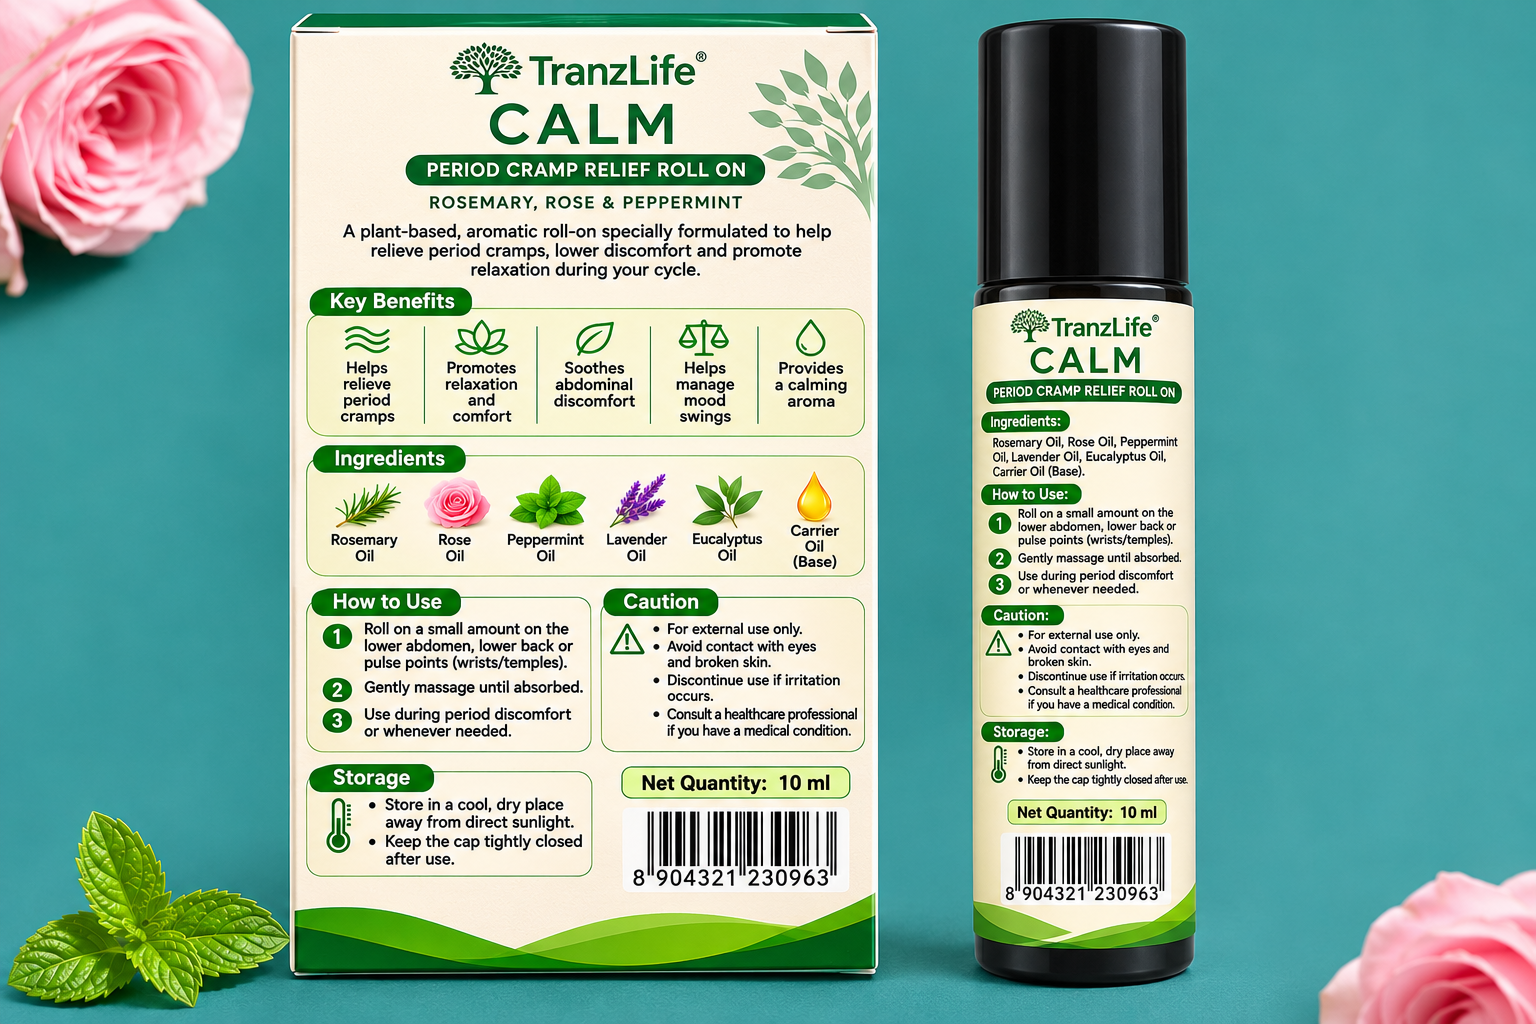 TranzLife®
CALM
PERIOD CRAMP RELIEF ROLL ON
ROSEMARY, ROSE & PEPPERMINT
A plant-based, aromatic roll-on specially formulated to help
relieve period cramps, lower discomfort and promote
relaxation during your cycle.
Key Benefits
Helps
relieve
period
cramps
Promotes
relaxation
and
comfort
Soothes
abdominal
discomfort
Helps
manage
mood
swings
Provides
a calming
aroma
Ingredients
Rosemary
Oil
Rose
Oil
Peppermint
Oil
Lavender
Oil
Eucalyptus
Oil
Carrier
Oil
(Base)
How to Use
1 Roll on a small amount on the
lower abdomen, lower back or
pulse points (wrists/temples).
2 Gently massage until absorbed.
3 Use during period discomfort
or whenever needed.
Caution
• For external use only.
• Avoid contact with eyes
and broken skin.
• Discontinue use if irritation
occurs.
• Consult a healthcare professional
if you have a medical condition.
Storage
• Store in a cool, dry place
away from direct sunlight.
• Keep the cap tightly closed
after use.
Net Quantity: 10 ml
8 904321 230963
TranzLife®
CALM
PERIOD CRAMP RELIEF ROLL ON
Ingredients:
Rosemary Oil, Rose Oil, Peppermint
Oil, Lavender Oil, Eucalyptus Oil,
Carrier Oil (Base).
How to Use:
1 Roll on a small amount on the
lower abdomen, lower back or
pulse points (wrists/temples).
2 Gently massage until absorbed.
3 Use during period discomfort
or whenever needed.
Caution:
• For external use only.
• Avoid contact with eyes and
broken skin.
• Discontinue use if irritation occurs.
• Consult a healthcare professional
if you have a medical condition.
Storage:
• Store in a cool, dry place away
from direct sunlight.
• Keep the cap tightly closed after use.
Net Quantity: 10 ml
8 904321 230963